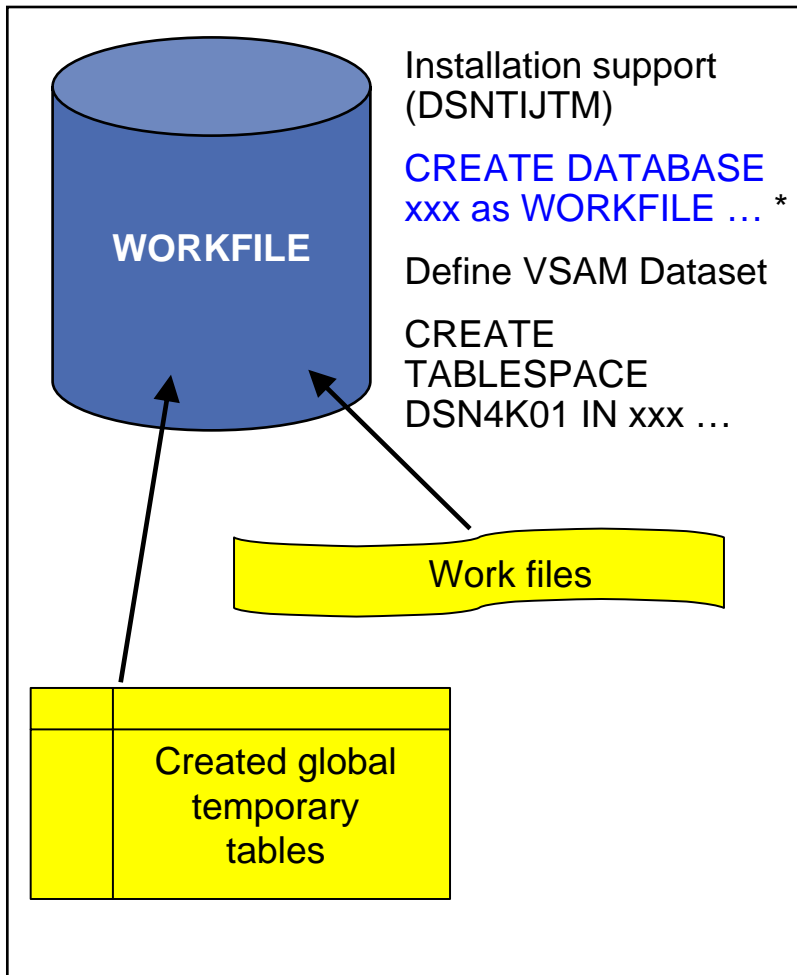 Installation support
(DSNTIJTM)
CREATE DATABASE
xxx as WORKFILE … *
WORKFILE
Define VSAM Dataset
CREATE
TABLESPACE
DSN4K01 IN xxx …
Work files
Created global
temporary
tables